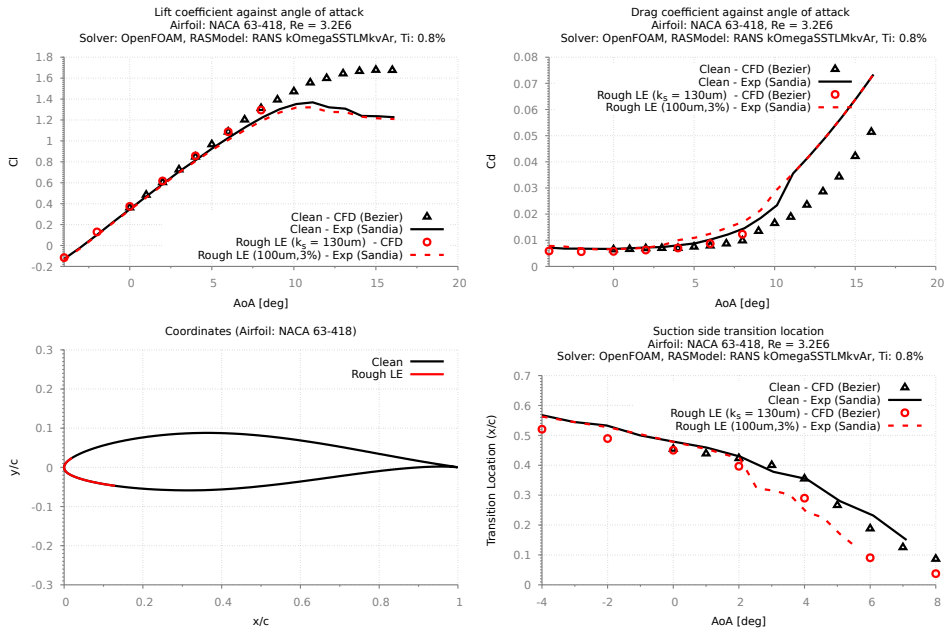 Lift coefficient against angle of attack
Airfoil: NACA 63-418, Re = 3.2E6
Solver: OpenFOAM, RASModel: RANS kOmegaSSTLMkvAr, Ti: 0.8%
1.8
1.6
1.4
1.2
1
0.8
0.6
0.4
0.2
0
-0.2
Cl
Clean - CFD (Bezier)
Clean - Exp (Sandia)
Rough LE (ks = 130um) - CFD
Rough LE (100um,3%) - Exp (Sandia)
0
5
10
15
20
AoA [deg]
Drag coefficient against angle of attack
Airfoil: NACA 63-418, Re = 3.2E6
Solver: OpenFOAM, RASModel: RANS kOmegaSSTLMkvAr, Ti: 0.8%
0.08
0.07
0.06
0.05
0.04
0.03
0.02
0.01
0
Cd
Clean - CFD (Bezier)
Clean - Exp (Sandia)
Rough LE (ks = 130um) - CFD (Bezier)
Rough LE (100um,3%) - Exp (Sandia)
0
5
10
15
20
AoA [deg]
Coordinates (Airfoil: NACA 63-418)
0.3
0.2
0.1
0
-0.1
-0.2
-0.3
y/c
Clean
Rough LE
0
0.2
0.4
0.6
0.8
1
x/c
Suction side transition location
Airfoil: NACA 63-418, Re = 3.2E6
Solver: OpenFOAM, RASModel: RANS kOmegaSSTLMkvAr, Ti: 0.8%
0.7
0.6
0.5
0.4
0.3
0.2
0.1
0
Transition Location (x/c)
Clean - CFD (Bezier)
Clean - Exp (Sandia)
Rough LE (ks = 130um) - CFD (Bezier)
Rough LE (100um,3%) - Exp (Sandia)
-4
-2
0
2
4
6
8
AoA [deg]